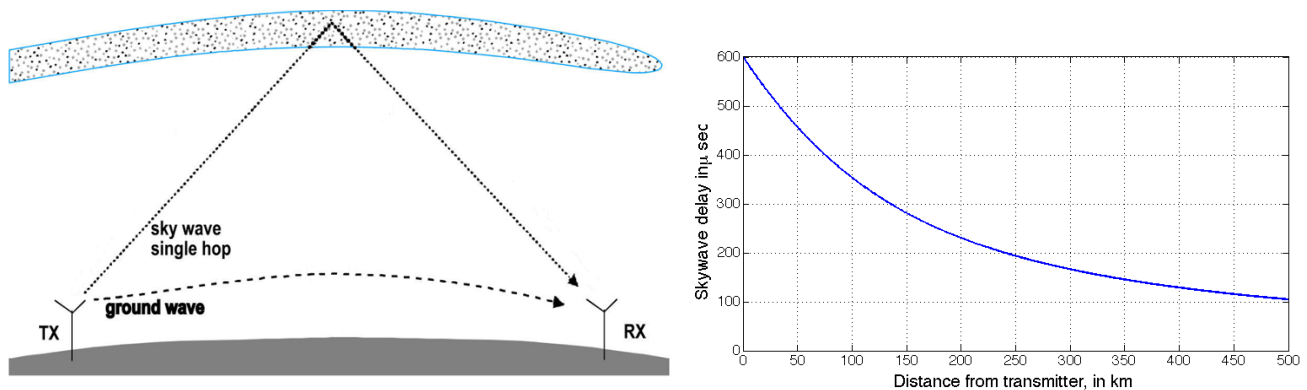 sky wave
single hop
ground wave
TX
RX
600
500
400
300
200
100
0
Skywave delay inμ sec
0 50 100 150 200 250 300 350 400 450 500
Distance from transmitter, in km